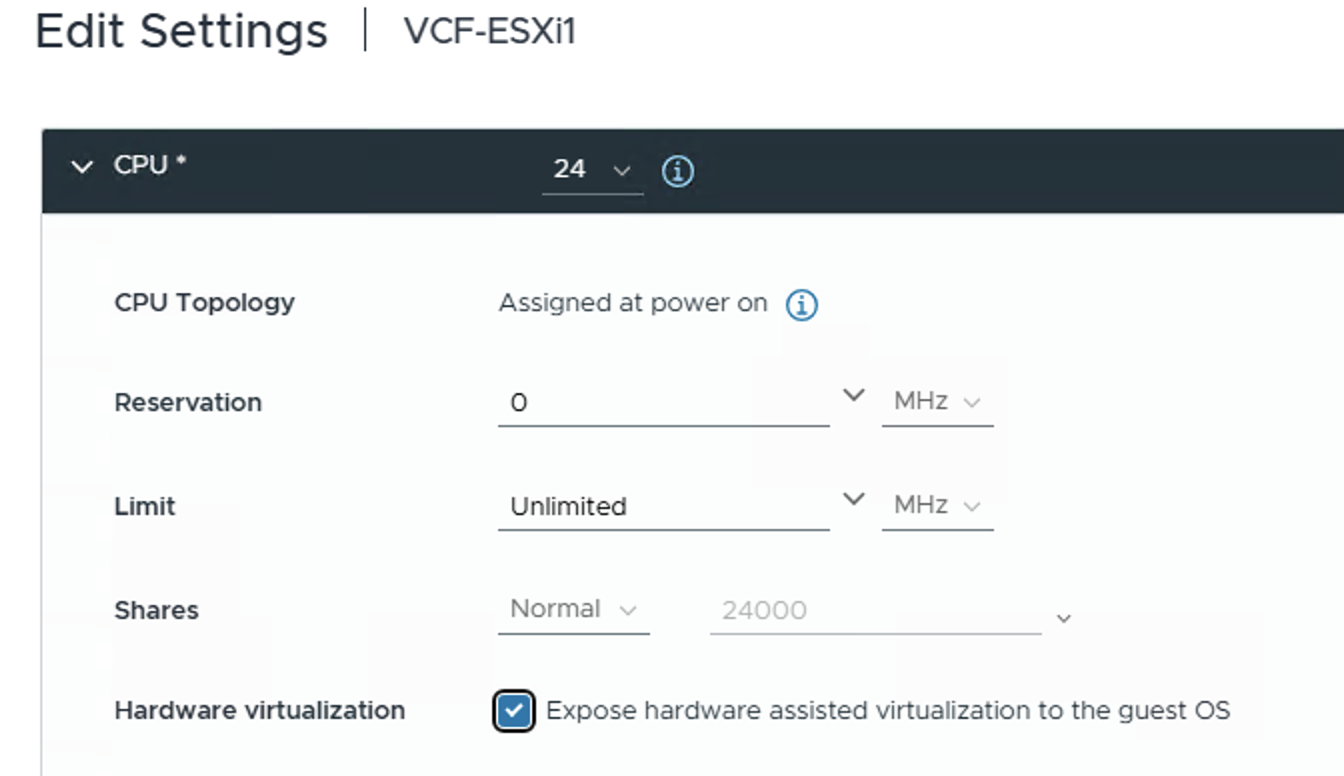 Edit Settings | VCF-ESXi1
CPU * 24
CPU Topology Assigned at power on
Reservation 0 MHz
Limit Unlimited MHz
Shares Normal 24000
Hardware virtualization Expose hardware assisted virtualization to the guest OS